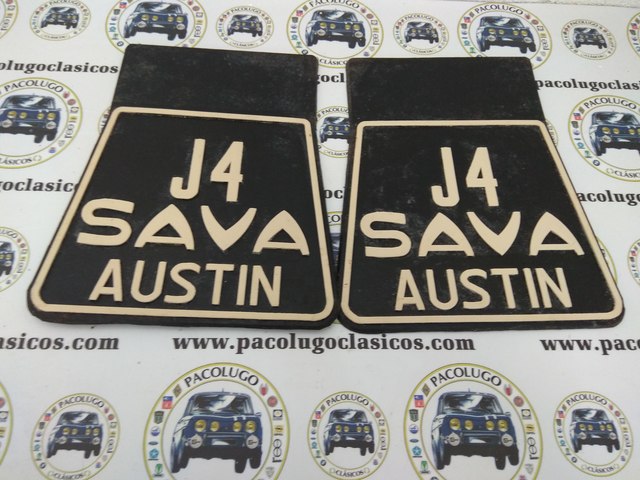 J4
SAVA
AUSTIN
J4
SAVA
AUSTIN
pacolugoclasicos.com
www.pacolugoclasicos.com
PACOLUGO
CLÁSICOS